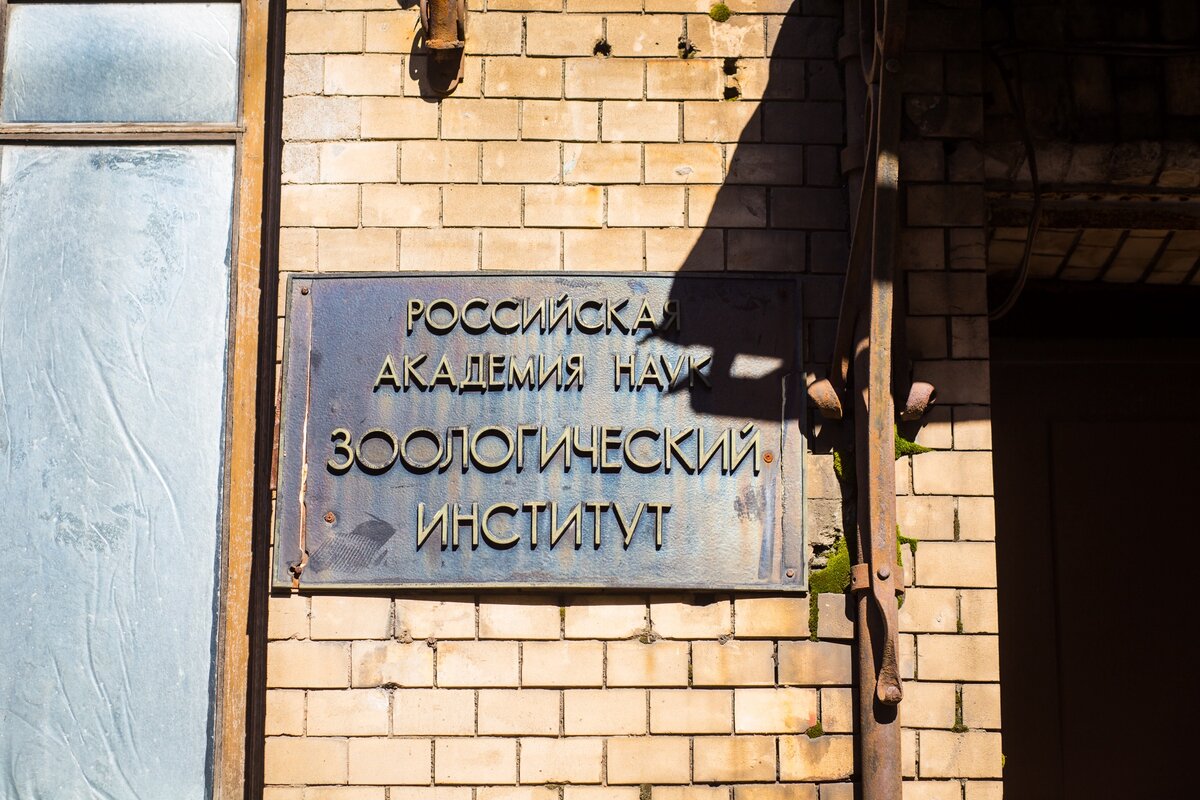 РОССИЙСКАЯ
АКАДЕМИЯ НАУК
ЗООЛОГИЧЕСКИЙ
ИНСТИТУТ